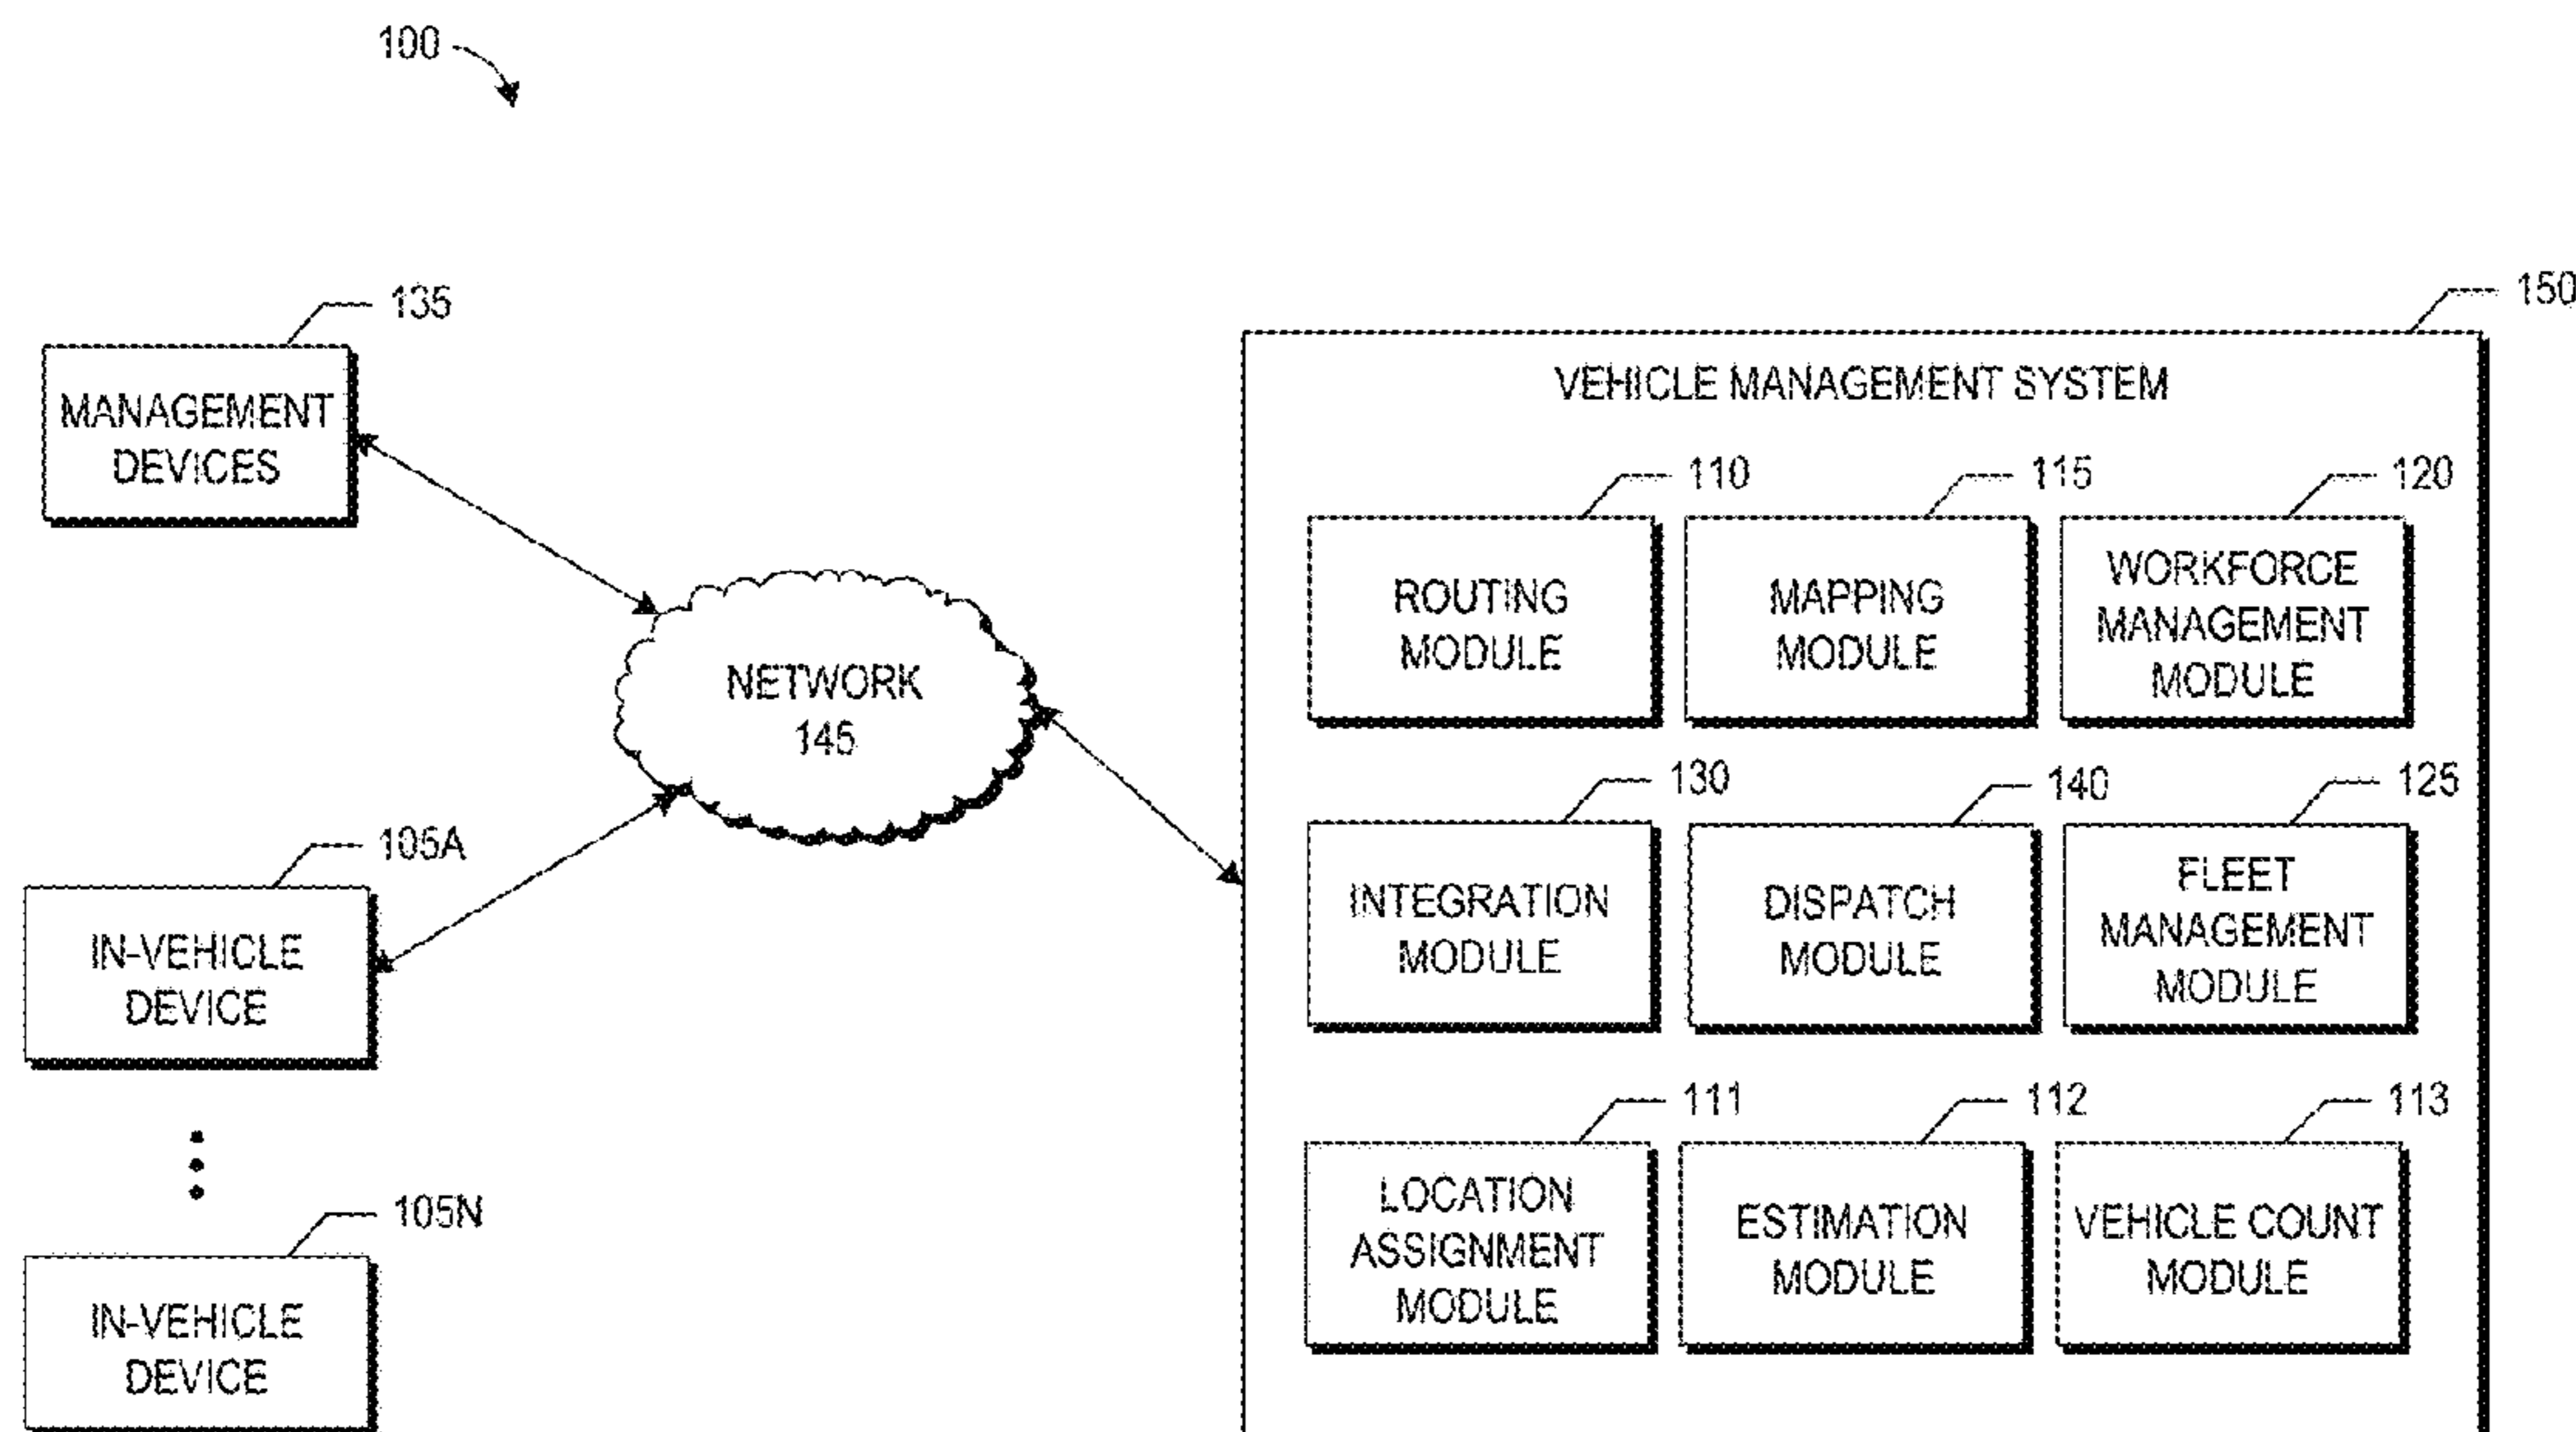 100
135
MANAGEMENT
DEVICES
NETWORK
145
105A
IN-VEHICLE
DEVICE
105N
IN-VEHICLE
DEVICE
150
VEHICLE MANAGEMENT SYSTEM
110
ROUTING
MODULE
115
MAPPING
MODULE
120
WORKFORCE
MANAGEMENT
MODULE
130
INTEGRATION
MODULE
140
DISPATCH
MODULE
125
FLEET
MANAGEMENT
MODULE
111
LOCATION
ASSIGNMENT
MODULE
112
ESTIMATION
MODULE
113
VEHICLE COUNT
MODULE